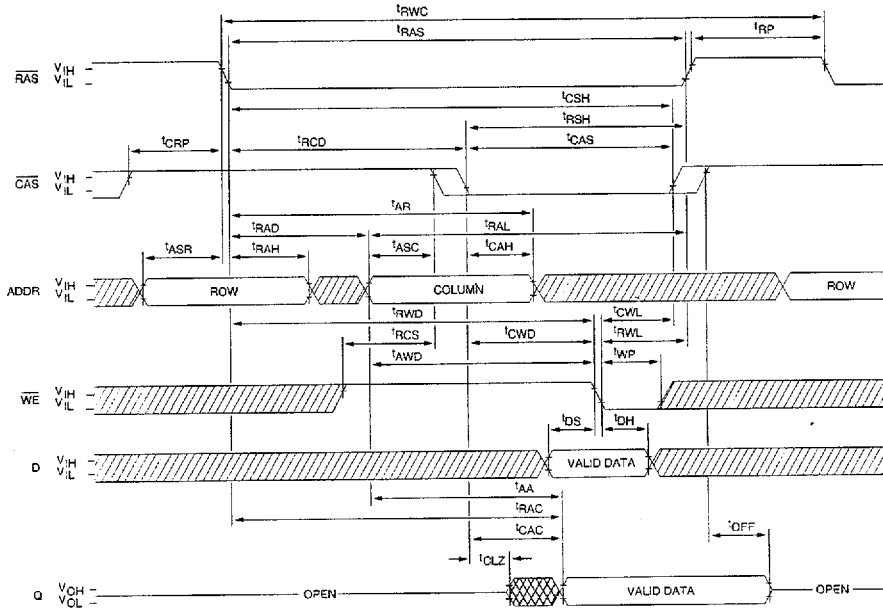 tRWC
tRAS
tRP
RAS VIH
VIL
tCSH
tRSH
tCRP
tRCD
tCAS
CAS VIH
VIL
tAR
tRAD
tRAL
tASR
tRAH
tASC
tCAH
ADDR VIH
VIL
ROW
COLUMN
ROW
tRWD
tCWL
tRCS
tCWD
tRWL
tAWD
tWP
WE VIH
VIL
tDS
tDH
D VIH
VIL
VALID DATA
tAA
tRAC
tCAC
tOFF
tCLZ
Q VOH
VOL
OPEN
VALID DATA
OPEN